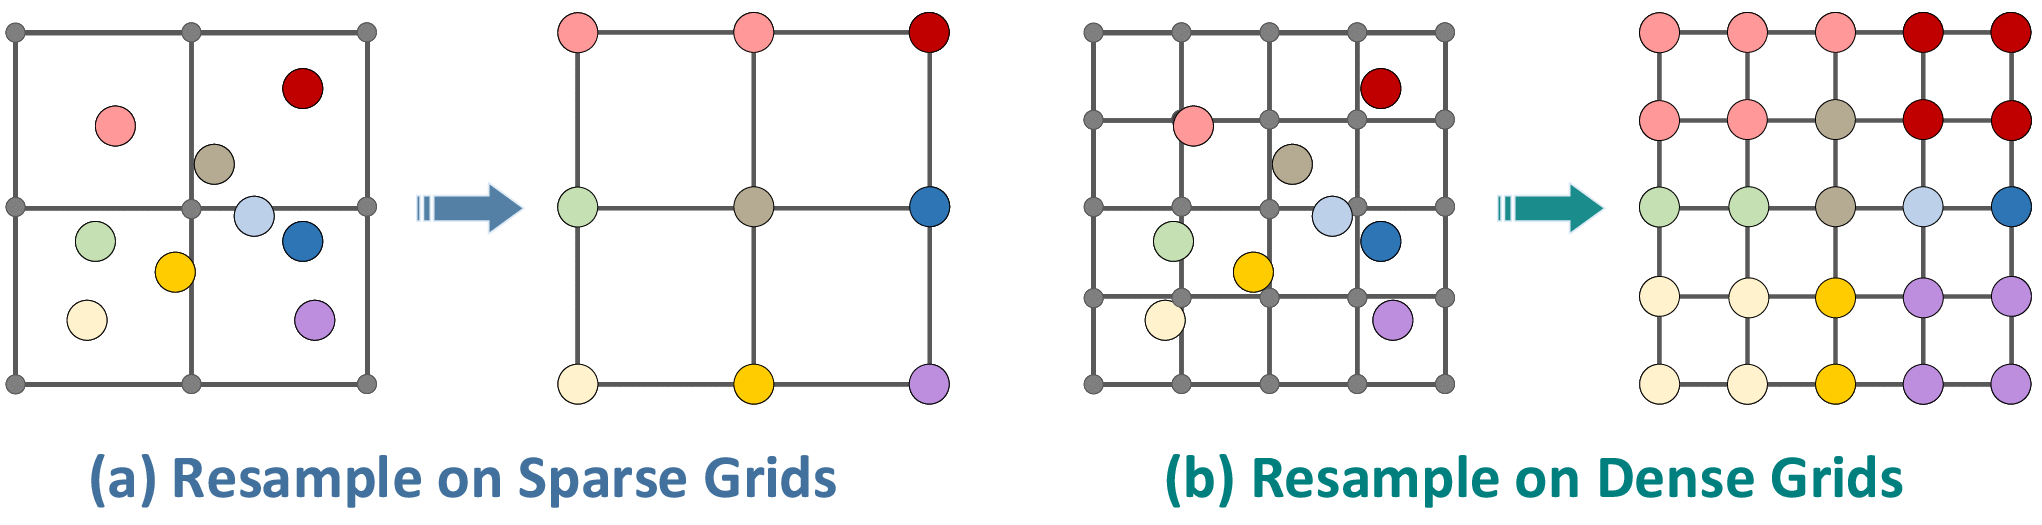 (a) Resample on Sparse Grids
(b) Resample on Dense Grids